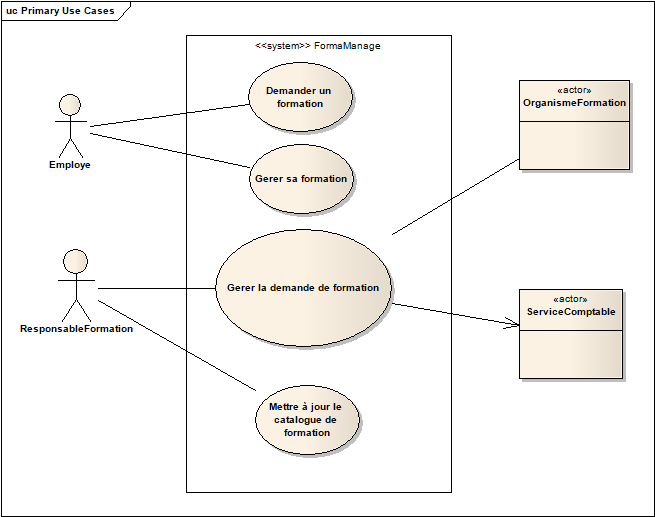 uc Primary Use Cases
<<system>> FormaManage
Demander un
formation
«actor»
OrganismeFormation
Employe
Gerer sa formation
Gerer la demande de formation
«actor»
ServiceComptable
ResponsableFormation
Mettre à jour le
catalogue de
formation